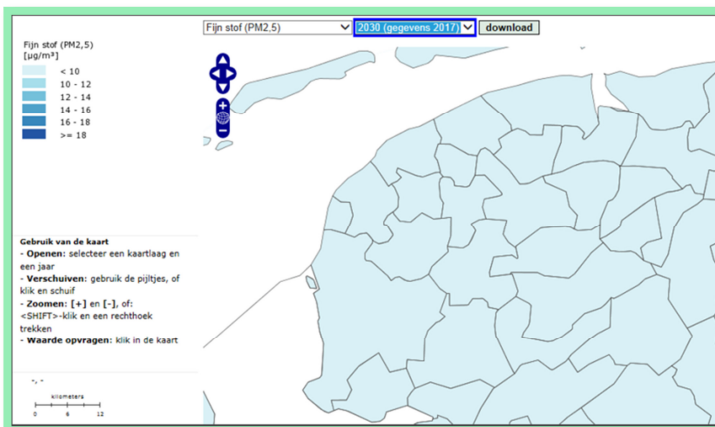 Fijn stof (PM2,5)
2030 (gegevens 2017)
download
Fijn stof (PM2,5)
[µg/m³]
< 10
10 - 12
12 - 14
14 - 16
16 - 18
>= 18
Gebruik van de kaart
- Openen: selecteer een kaartlaag en
een jaar
- Verschuiven: gebruik de pijltjes, of
klik en schuif
- Zoomen: [+] en [-], of:
<SHIFT>-klik en een rechthoek
trekken
- Waarde opvragen: klik in de kaart
kilometers
0 6 12